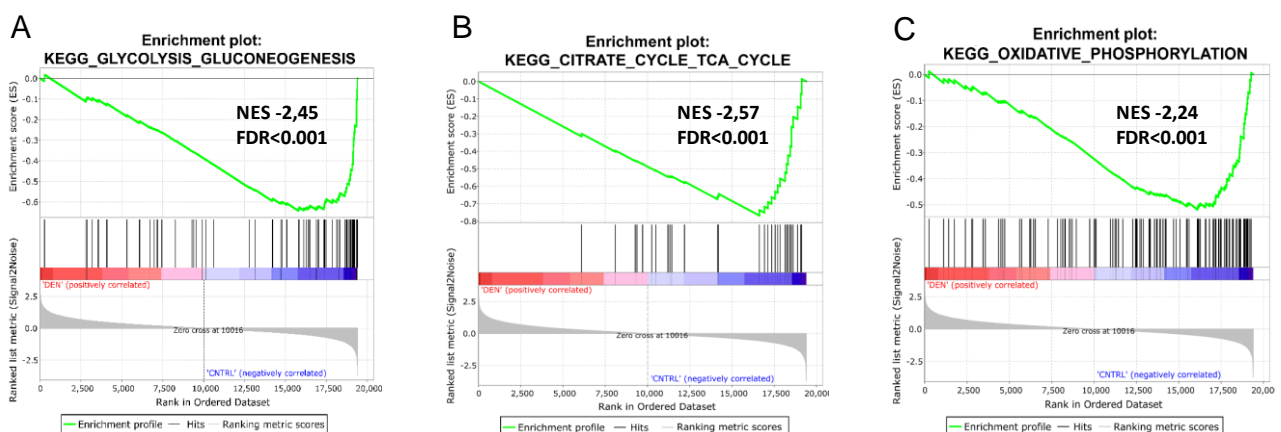 A
Enrichment plot:
KEGG_GLYCOLYSIS_GLUCONEOGENESIS
Enrichment score (ES)
0.0
-0.1
-0.2
-0.3
-0.4
-0.5
-0.6
NES -2,45
FDR<0.001
'DEN' (positively correlated)
Ranked list metric (Signal2Noise)
2.5
0.0
-2.5
Zero cross at 10016
'CNTRL' (negatively correlated)
0
2,500
5,000
7,500
10,000
12,500
15,000
17,500
20,000
Rank in Ordered Dataset
Enrichment profile
Hits
Ranking metric scores
B
Enrichment plot:
KEGG_CITRATE_CYCLE_TCA_CYCLE
Enrichment score (ES)
0.0
-0.1
-0.2
-0.3
-0.4
-0.5
-0.6
-0.7
-0.8
NES -2,57
FDR<0.001
'DEN' (positively correlated)
Ranked list metric (Signal2Noise)
2.5
0.0
-2.5
Zero cross at 10016
'CNTRL' (negatively correlated)
0
2,500
5,000
7,500
10,000
12,500
15,000
17,500
20,000
Rank in Ordered Dataset
Enrichment profile
Hits
Ranking metric scores
C
Enrichment plot:
KEGG_OXIDATIVE_PHOSPHORYLATION
Enrichment score (ES)
0.0
-0.1
-0.2
-0.3
-0.4
-0.5
NES -2,24
FDR<0.001
'DEN' (positively correlated)
Ranked list metric (Signal2Noise)
2.5
0.0
-2.5
Zero cross at 10016
'CNTRL' (negatively correlated)
0
2,500
5,000
7,500
10,000
12,500
15,000
17,500
20,000
Rank in Ordered Dataset
Enrichment profile
Hits
Ranking metric scores